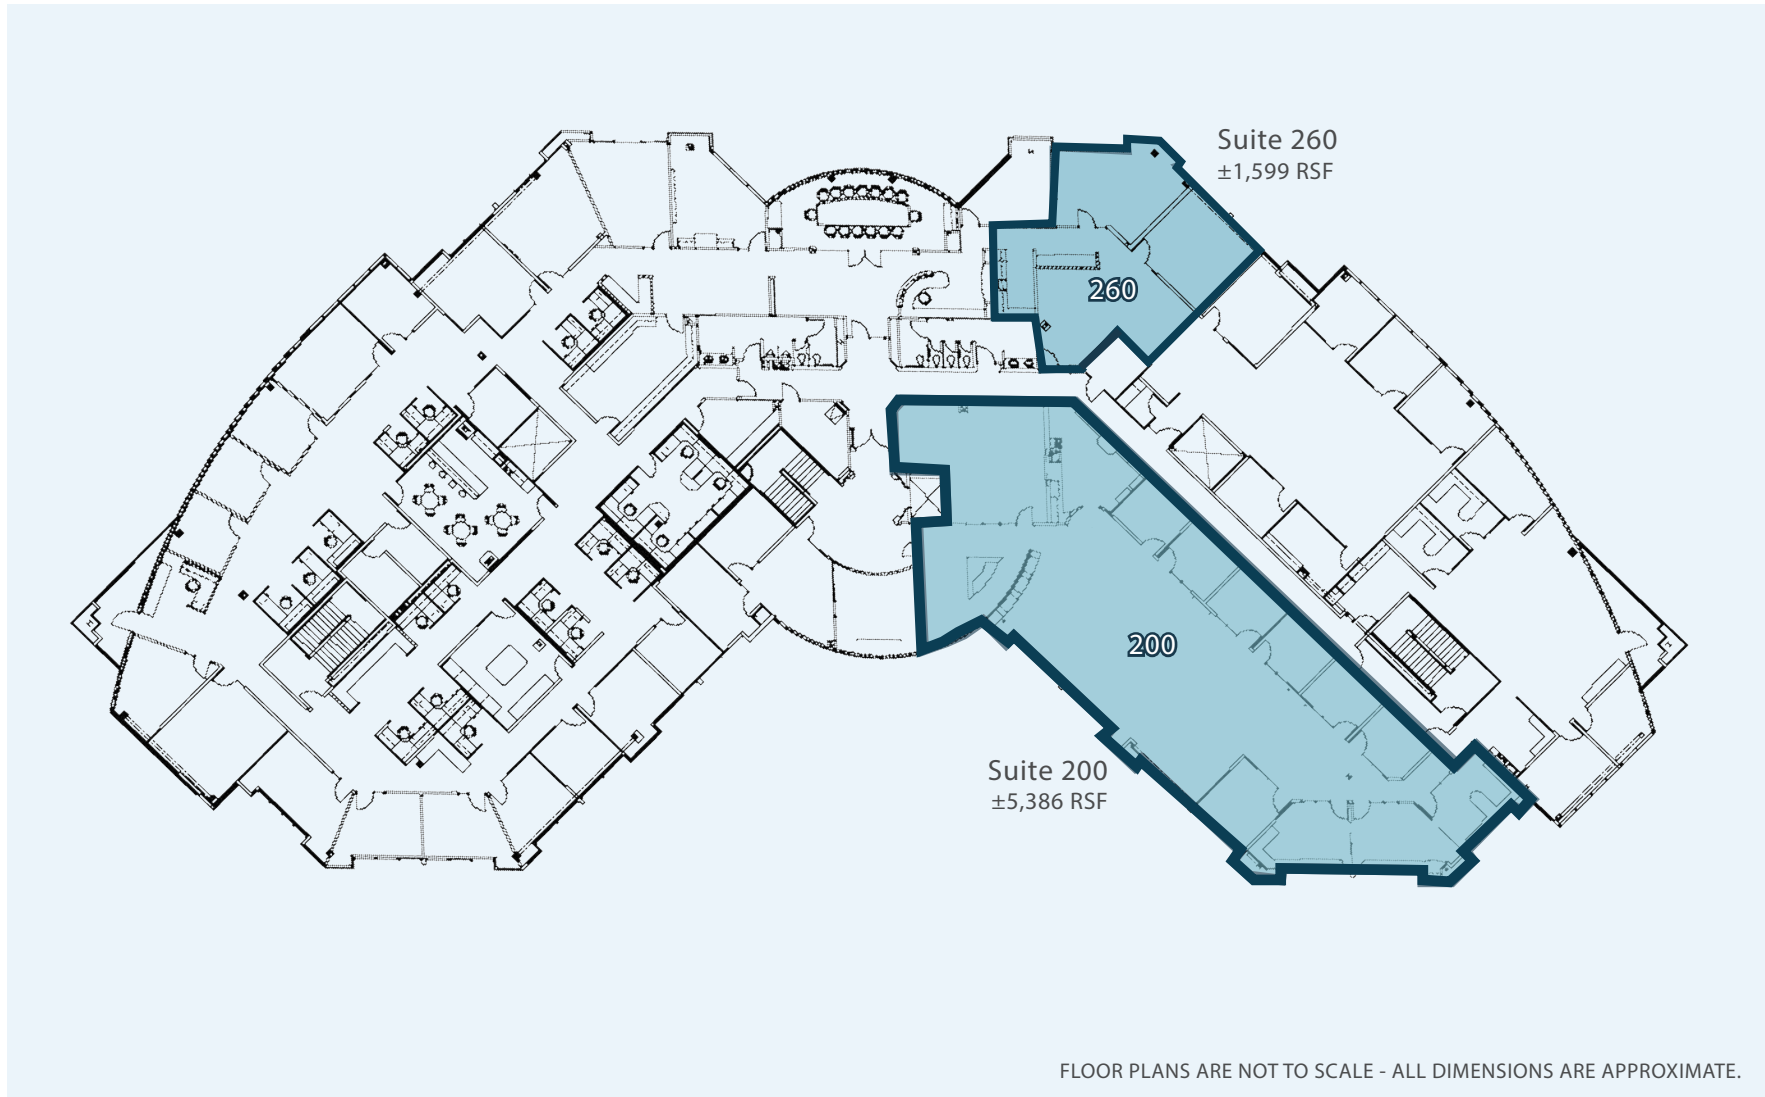 Suite 260
±1,599 RSF
260
200
Suite 200
±5,386 RSF
FLOOR PLANS ARE NOT TO SCALE - ALL DIMENSIONS ARE APPROXIMATE.